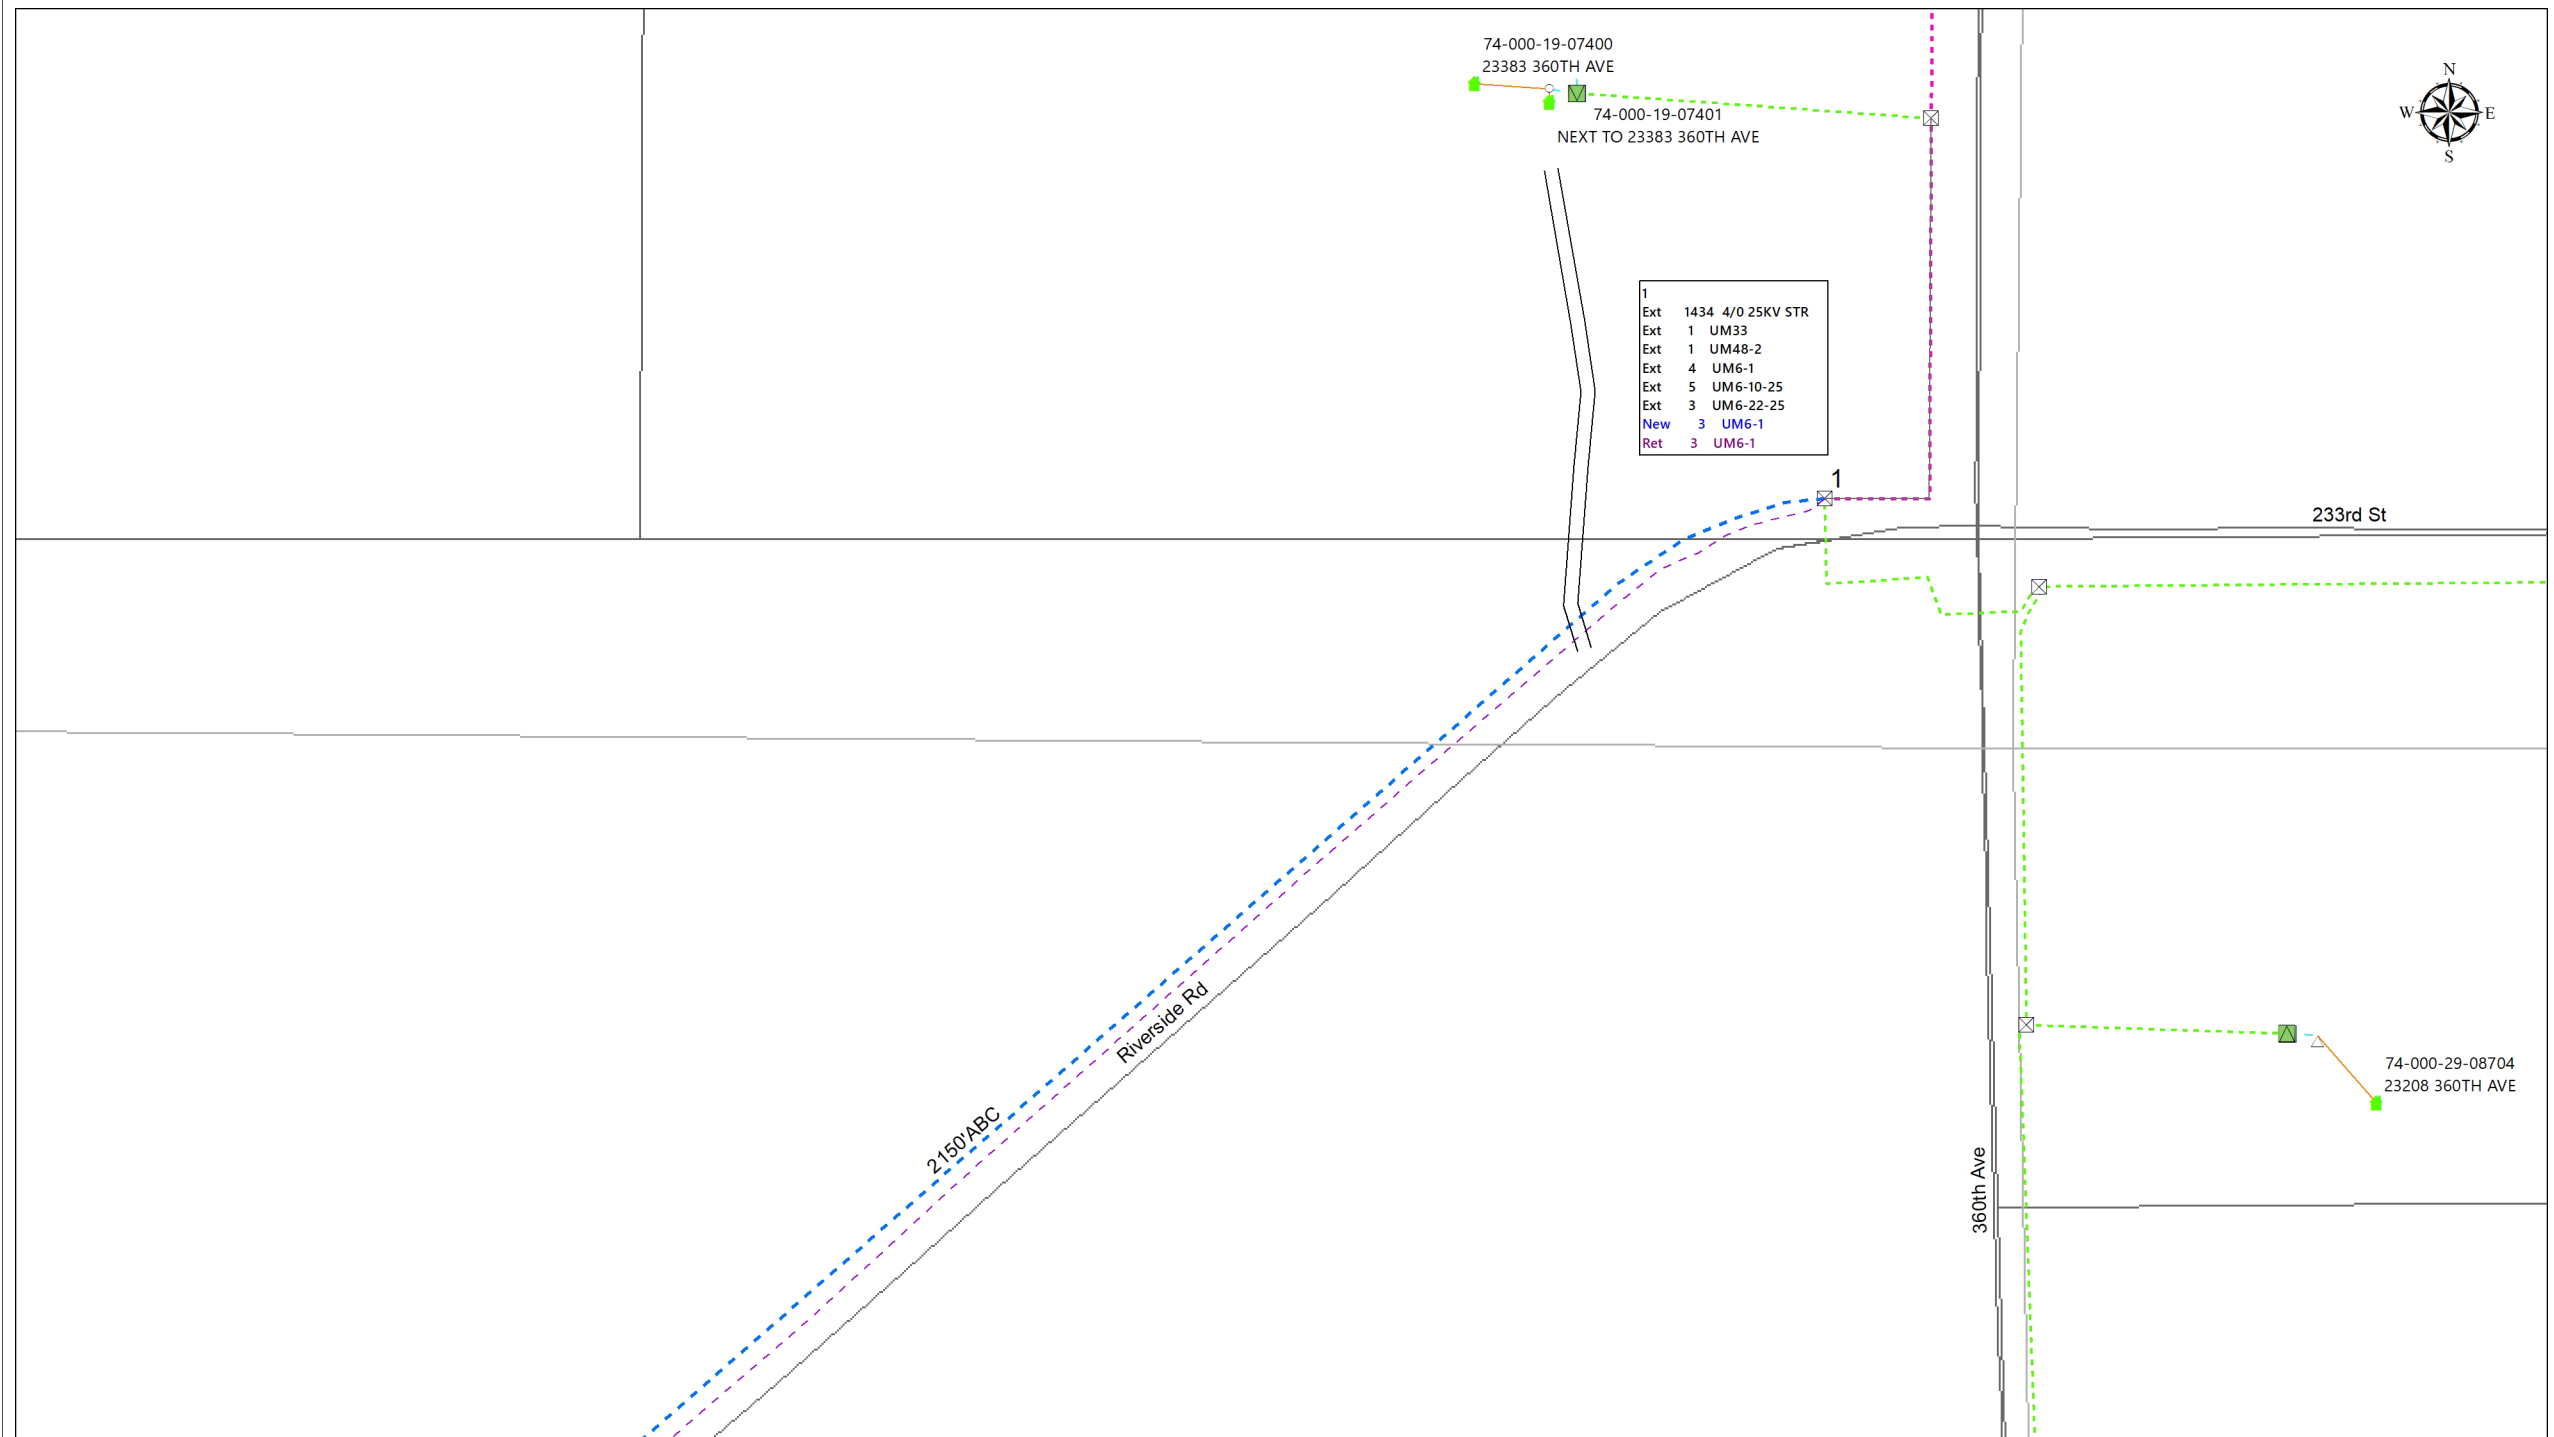 74-000-19-07400
23383 360TH AVE
74-000-19-07401
NEXT TO 23383 360TH AVE
N
W
E
S
1
Ext 1434 4/0 25KV STR
Ext 1 UM33
Ext 1 UM48-2
Ext 4 UM6-1
Ext 5 UM6-10-25
Ext 3 UM6-22-25
New 3 UM6-1
Ret 3 UM6-1
1
233rd St
Riverside Rd
2150'ABC
360th Ave
74-000-29-08704
23208 360TH AVE